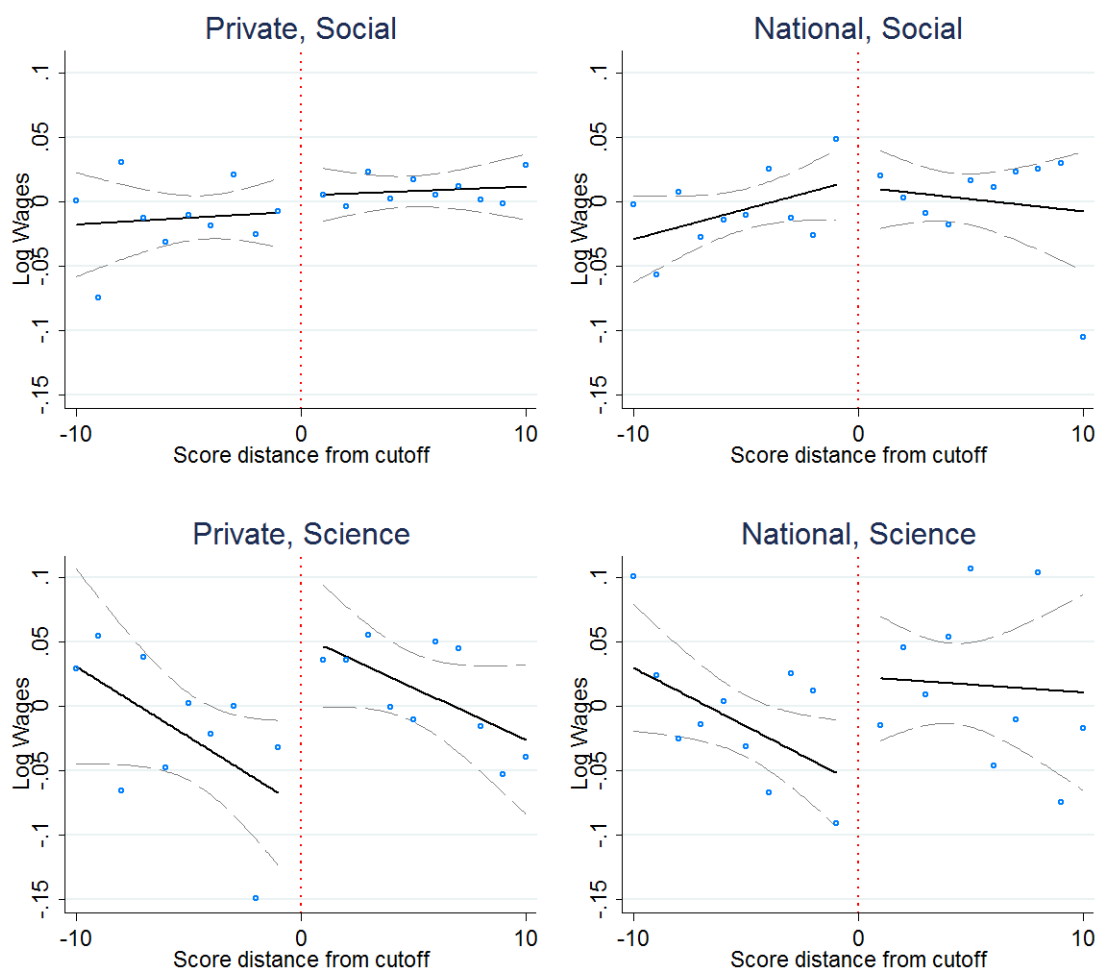 Private, Social
.1
.05
0
-.05
-.1
-.15
Log Wages
-10 0 10
Score distance from cutoff
National, Social
.1
.05
0
-.05
-.1
-.15
Log Wages
-10 0 10
Score distance from cutoff
Private, Science
.1
.05
0
-.05
-.1
-.15
Log Wages
-10 0 10
Score distance from cutoff
National, Science
.1
.05
0
-.05
-.1
-.15
Log Wages
-10 0 10
Score distance from cutoff